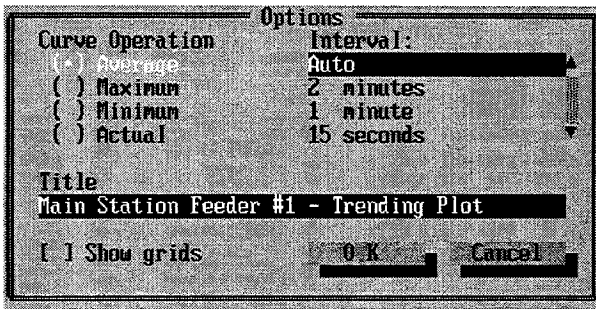 Options
Curve Operation
(•) Average
( ) Maximum
( ) Minimum
( ) Actual
Interval:
Auto
2 minutes
1 minute
15 seconds
Title
Main Station Feeder #1 - Trending Plot
[ ] Show grids
O K
Cancel